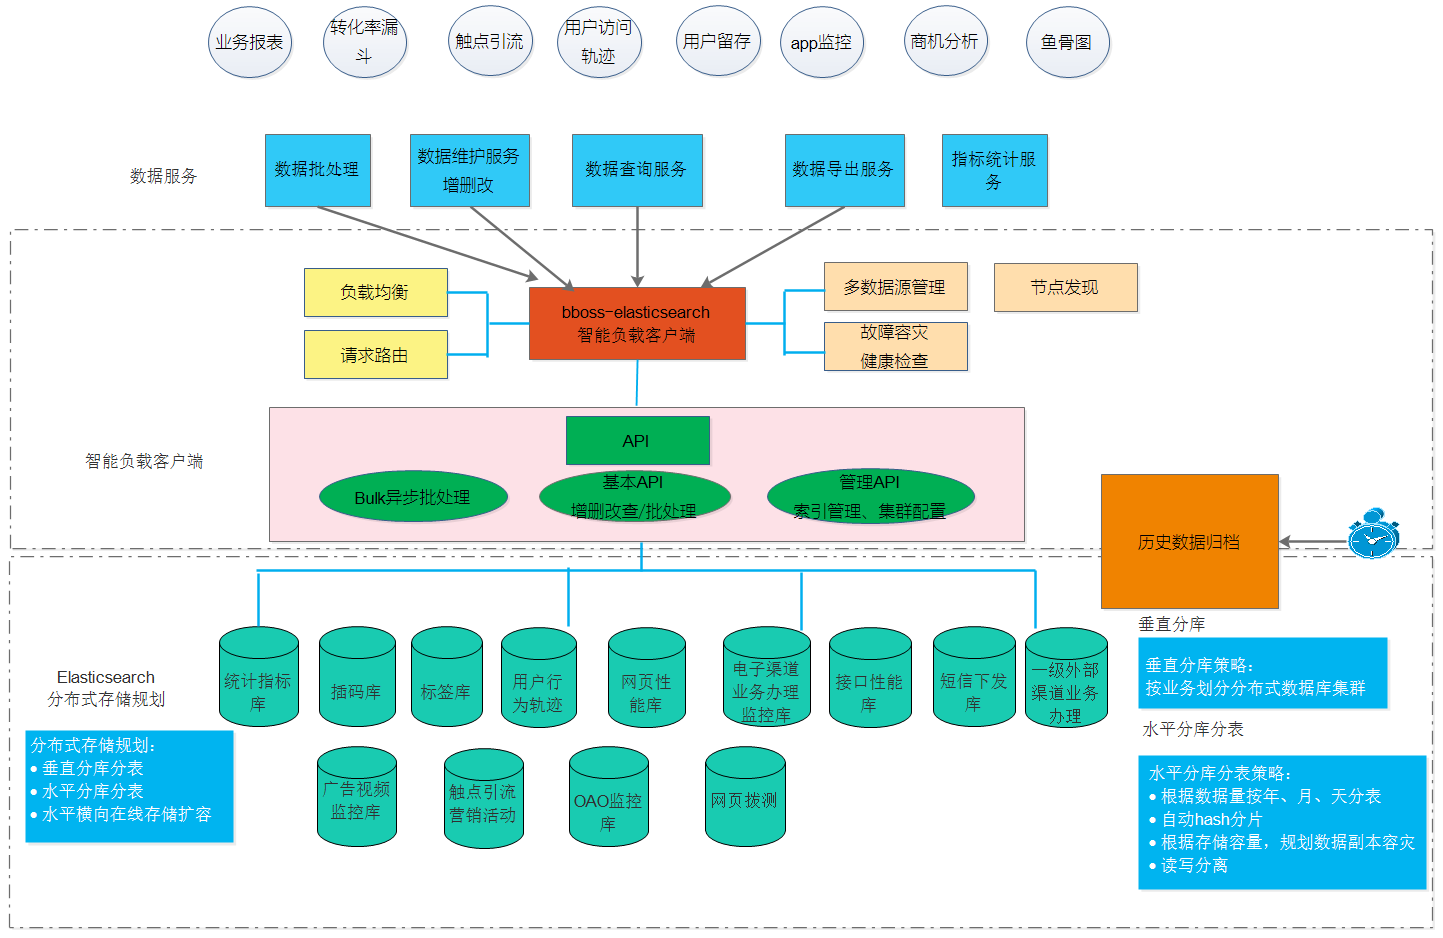 业务报表
转化率漏
斗
触点引流
用户访问
轨迹
用户留存
app监控
商机分析
鱼骨图
数据服务
数据批处理
数据维护服务
增删改
数据查询服务
数据导出服务
指标统计服
务
负载均衡
请求路由
bboss-elasticsearch
智能负载客户端
多数据源管理
故障容灾
健康检查
节点发现
智能负载客户端
API
Bulk异步批处理
基本API
增删改查/批处理
管理API
索引管理、集群配置
历史数据归档
Elasticsearch
分布式存储规划
统计指标
库
插码库
标签库
用户行
为轨迹
网页性
能库
电子渠道
业务办理
监控库
接口性能
库
短信下发
库
一级外部
渠道业务
办理
广告视频
监控库
触点引流
营销活动
OAO监控
库
网页拨测
分布式存储规划：
• 垂直分库分表
• 水平分库分表
• 水平横向在线存储扩容
垂直分库
垂直分库策略：
按业务划分分布式数据库集群
水平分库分表
水平分库分表策略：
• 根据数据量按年、月、天分表
• 自动hash分片
• 根据存储容量，规划数据副本容灾
• 读写分离